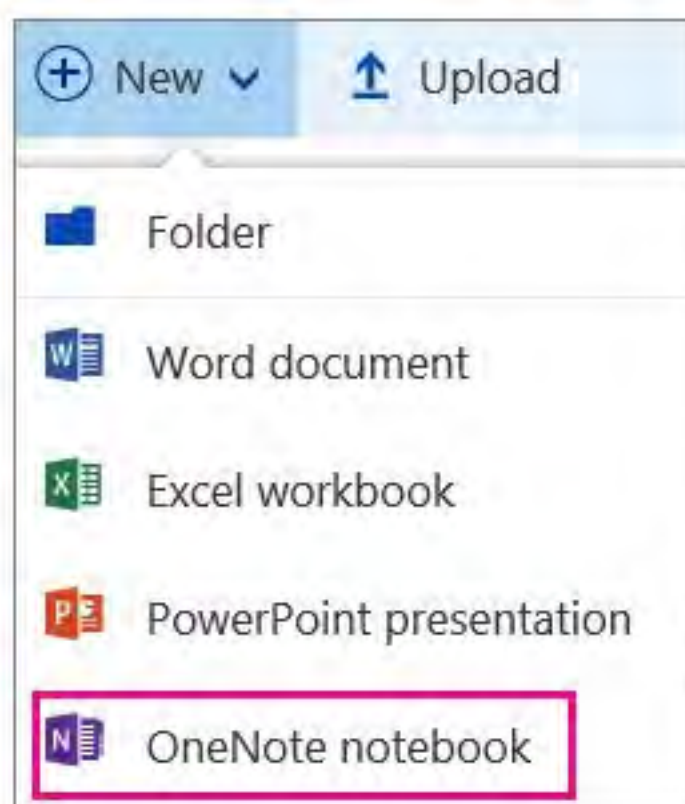 New Upload
Folder
Word document
Excel workbook
PowerPoint presentation
OneNote notebook